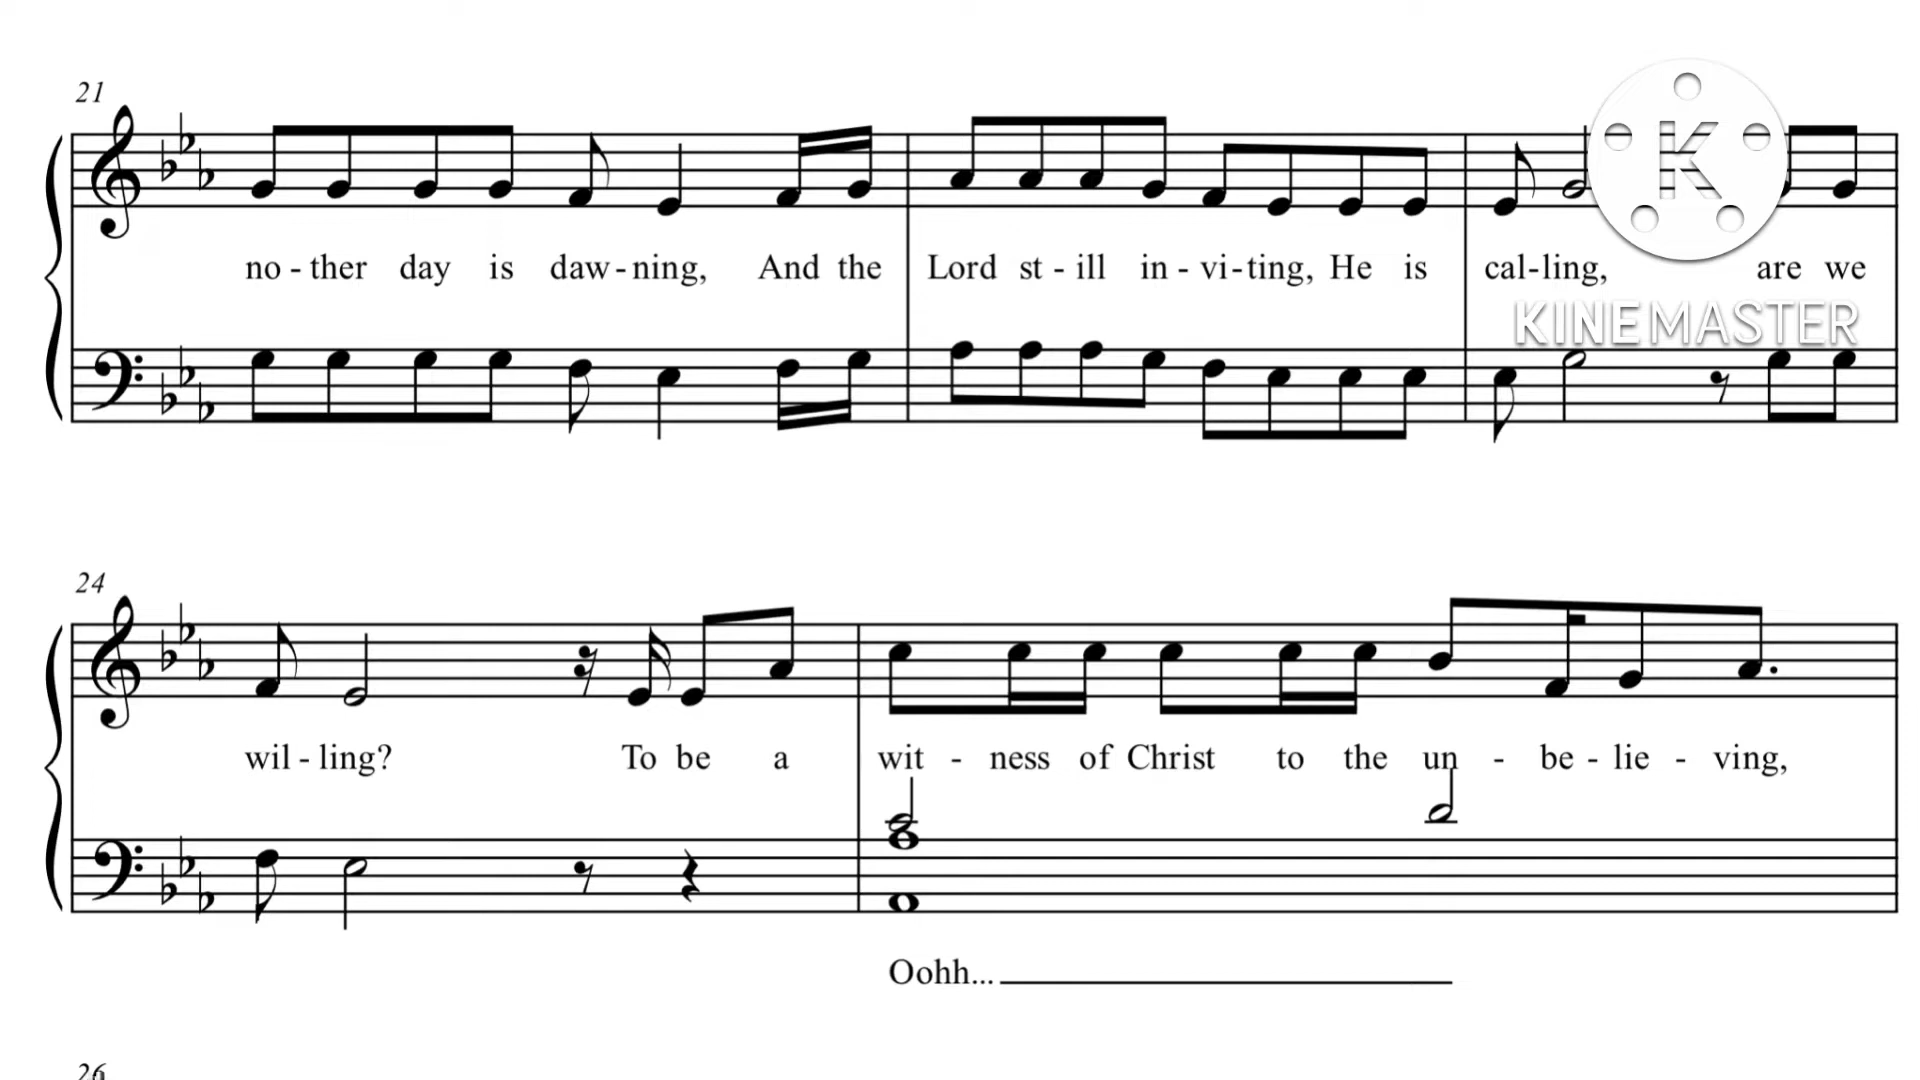 21
no - ther day is daw - ning, And the Lord st - ill in - vi - ting, He is cal - ling, are we
K
KINEMASTER
24
wil - ling? To be a wit - ness of Christ to the un - be - lie - ving,
Oohh...
26